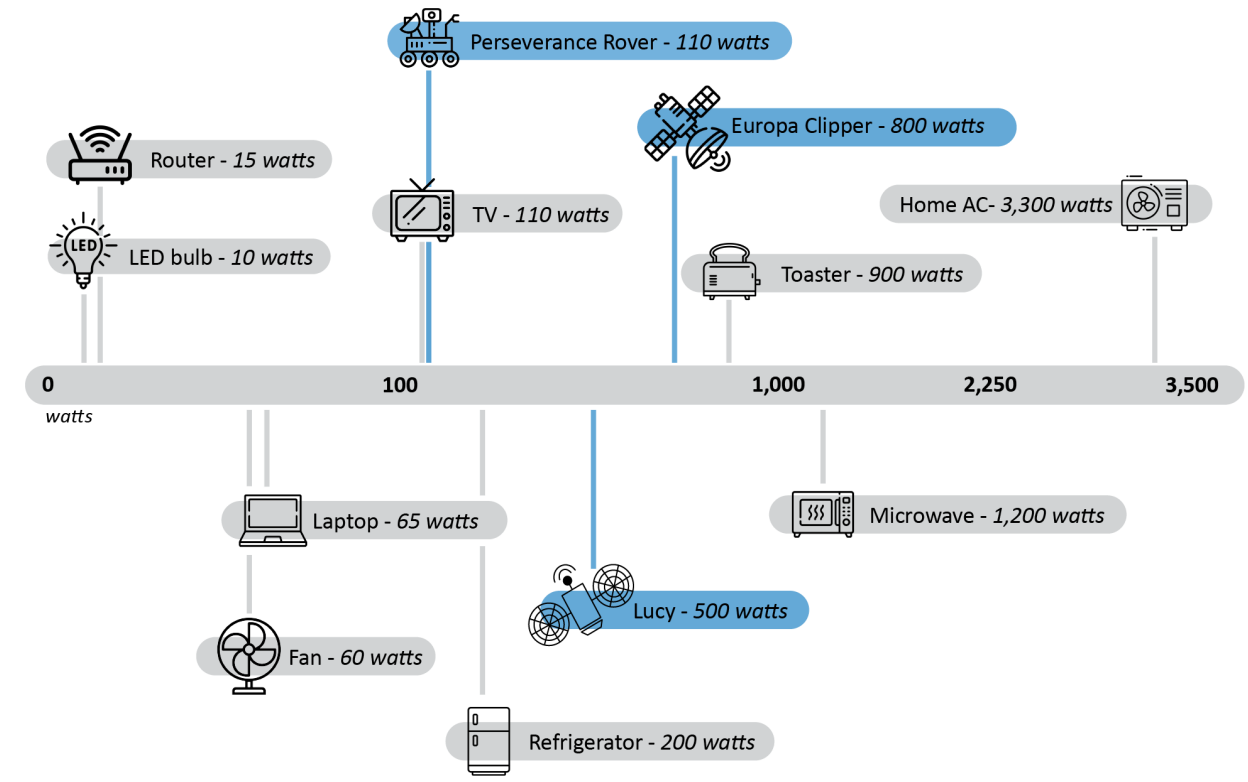 Perseverance Rover - 110 watts
Europa Clipper - 800 watts
Router - 15 watts
Home AC- 3,300 watts
TV - 110 watts
LED
LED bulb - 10 watts
Toaster - 900 watts
0 100 1,000 2,250 3,500
watts
Laptop - 65 watts
Microwave - 1,200 watts
Lucy - 500 watts
Fan - 60 watts
Refrigerator - 200 watts